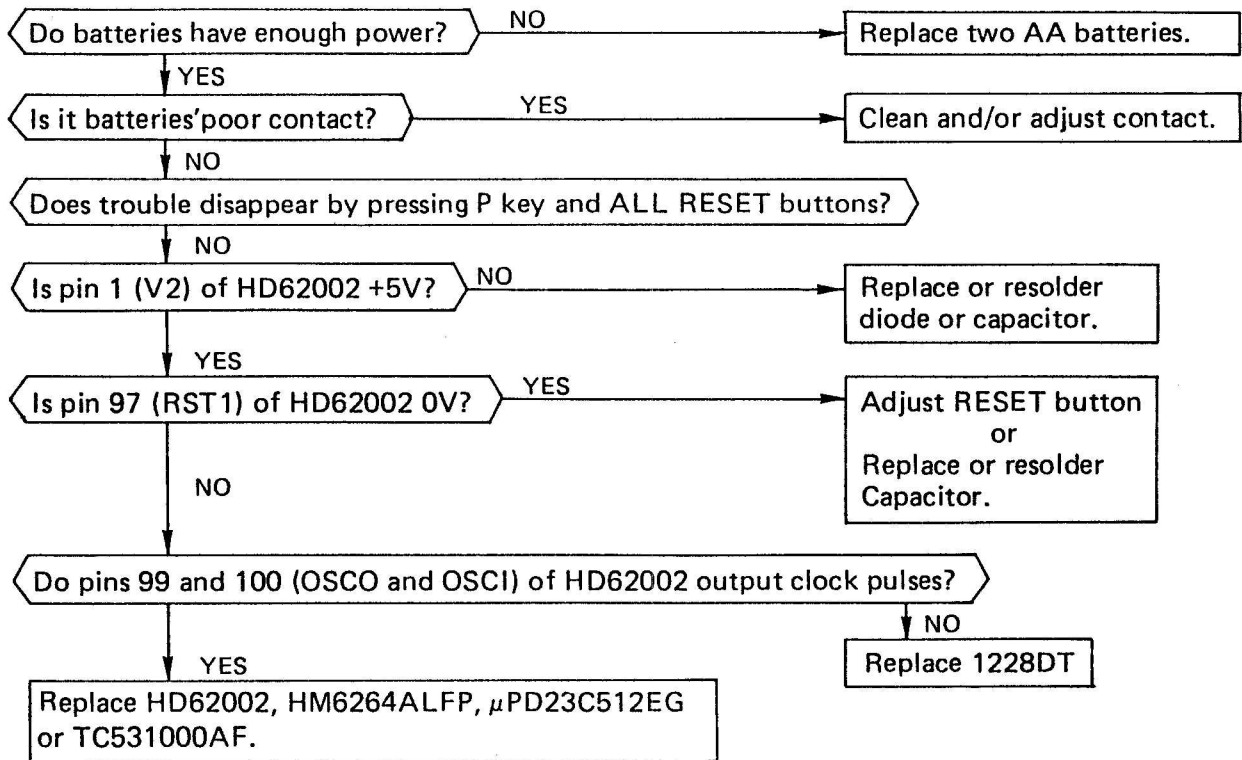 Do batteries have enough power?
NO
Replace two AA batteries.
YES
Is it batteries'poor contact?
YES
Clean and/or adjust contact.
NO
Does trouble disappear by pressing P key and ALL RESET buttons?
NO
Is pin 1 (V2) of HD62002 +5V?
NO
Replace or resolder
diode or capacitor.
YES
Is pin 97 (RST1) of HD62002 0V?
YES
Adjust RESET button
or
Replace or resolder
Capacitor.
NO
Do pins 99 and 100 (OSCO and OSCI) of HD62002 output clock pulses?
NO
Replace 1228DT
YES
Replace HD62002, HM6264ALFP, μPD23C512EG
or TC531000AF.